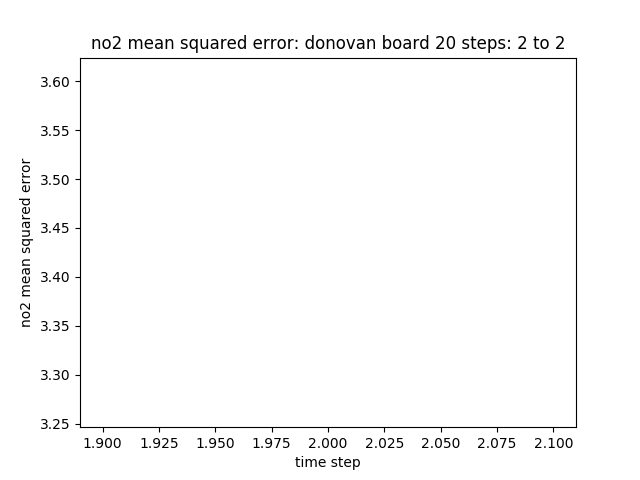 no2 mean squared error: donovan board 20 steps: 2 to 2
3.60
3.55
3.50
3.45
3.40
3.35
3.30
3.25
no2 mean squared error
1.900 1.925 1.950 1.975 2.000 2.025 2.050 2.075 2.100
time step